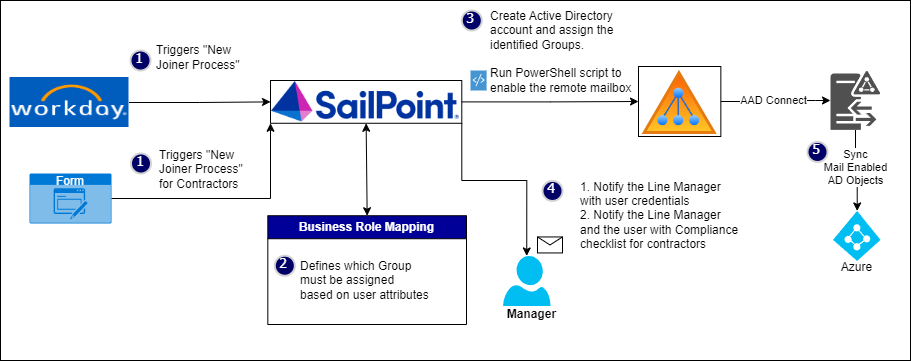 1
Triggers "New
Joiner Process"
workday.
SailPoint
3
Create Active Directory
account and assign the
identified Groups.
Run PowerShell script to
enable the remote mailbox
AAD Connect
1
Triggers "New
Joiner Process"
for Contractors
Form
Business Role Mapping
2
Defines which Group
must be assigned
based on user attributes
4
1. Notify the Line Manager
with user credentials
2. Notify the Line Manager
and the user with Compliance
checklist for contractors
Manager
5
Sync
Mail Enabled
AD Objects
Azure